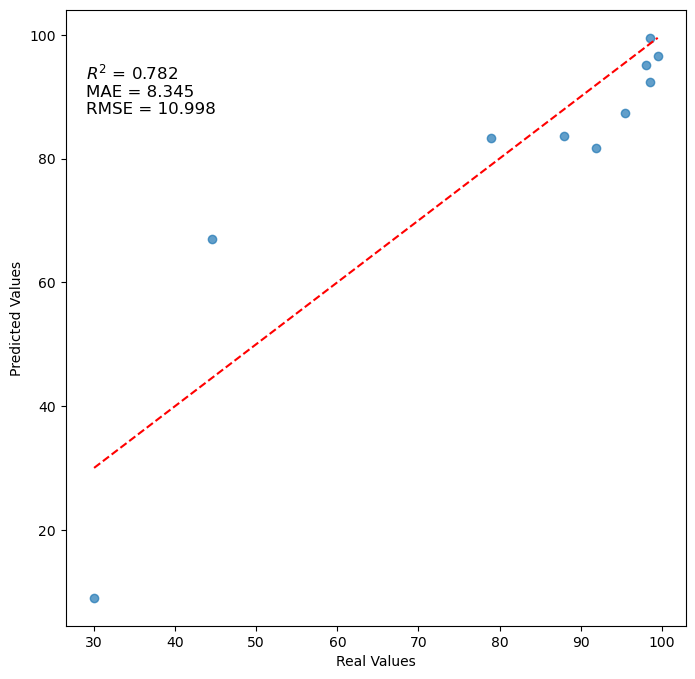 100
R² = 0.782
MAE = 8.345
RMSE = 10.998
80
60
40
20
Predicted Values
30 40 50 60 70 80 90 100
Real Values